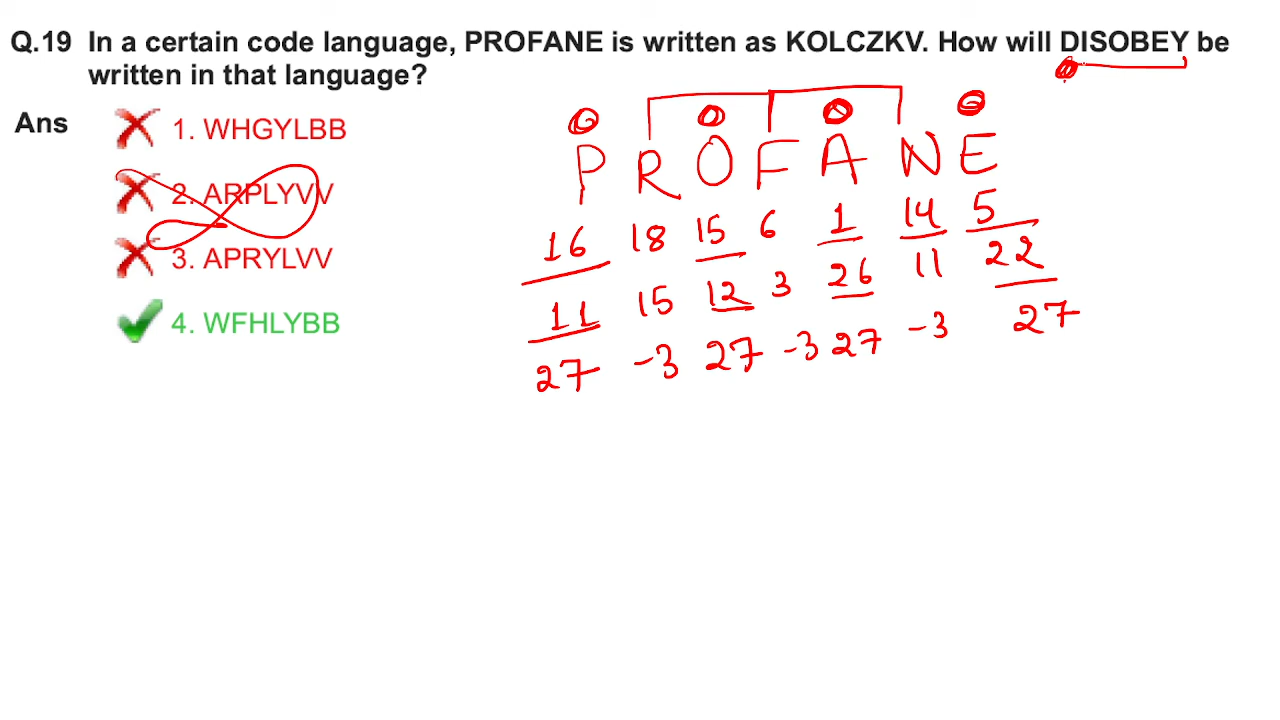 Q.19 In a certain code language, PROFANE is written as KOLCZKV. How will DISOBEY be
written in that language?
Ans
1. WHGYLBB
2. ARPLYVV
3. APRYLVV
4. WFHLYBB
P R O F A N E
16 18 15 6 1 14 5
11 15 12 3 26 11 22
27 -3 27 -3 27 -3 27